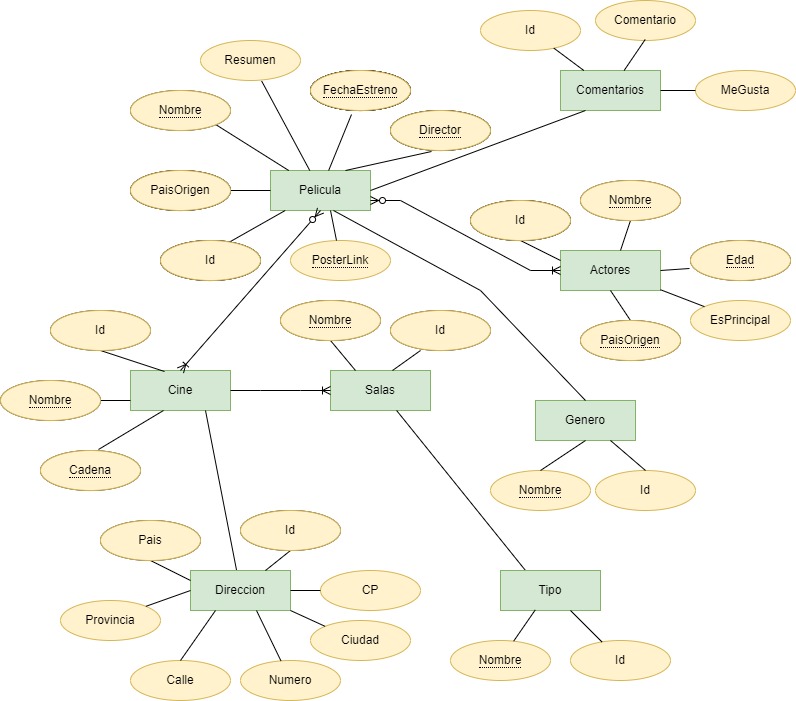 Comentario
Id
Resumen
FechaEstreno
Comentarios
MeGusta
Nombre
Director
PaisOrigen
Pelicula
Nombre
Id
Id
PosterLink
Actores
Edad
EsPrincipal
Nombre
Id
Id
PaisOrigen
Cine
Salas
Nombre
Genero
Cadena
Nombre
Id
Pais
Id
Direccion
CP
Tipo
Provincia
Ciudad
Nombre
Id
Calle
Numero